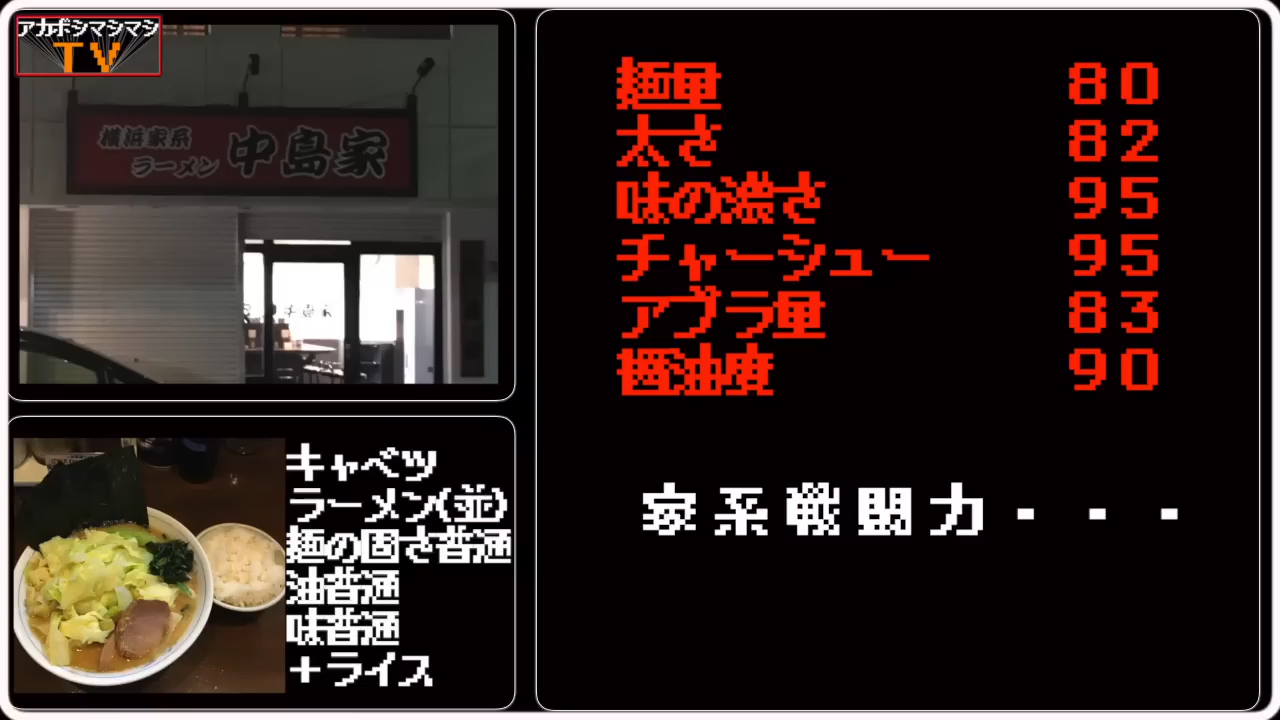 アカボシマシマシ
TV
横浜家系
ラーメン 中島家
キャベツ
ラーメン(並)
麺の固さ普通
油普通
味普通
+ライス
麺量 80
太さ 82
味の濃さ 95
チャーシュー 95
アブラ量 83
醤油度 90
家系戦闘力・・・